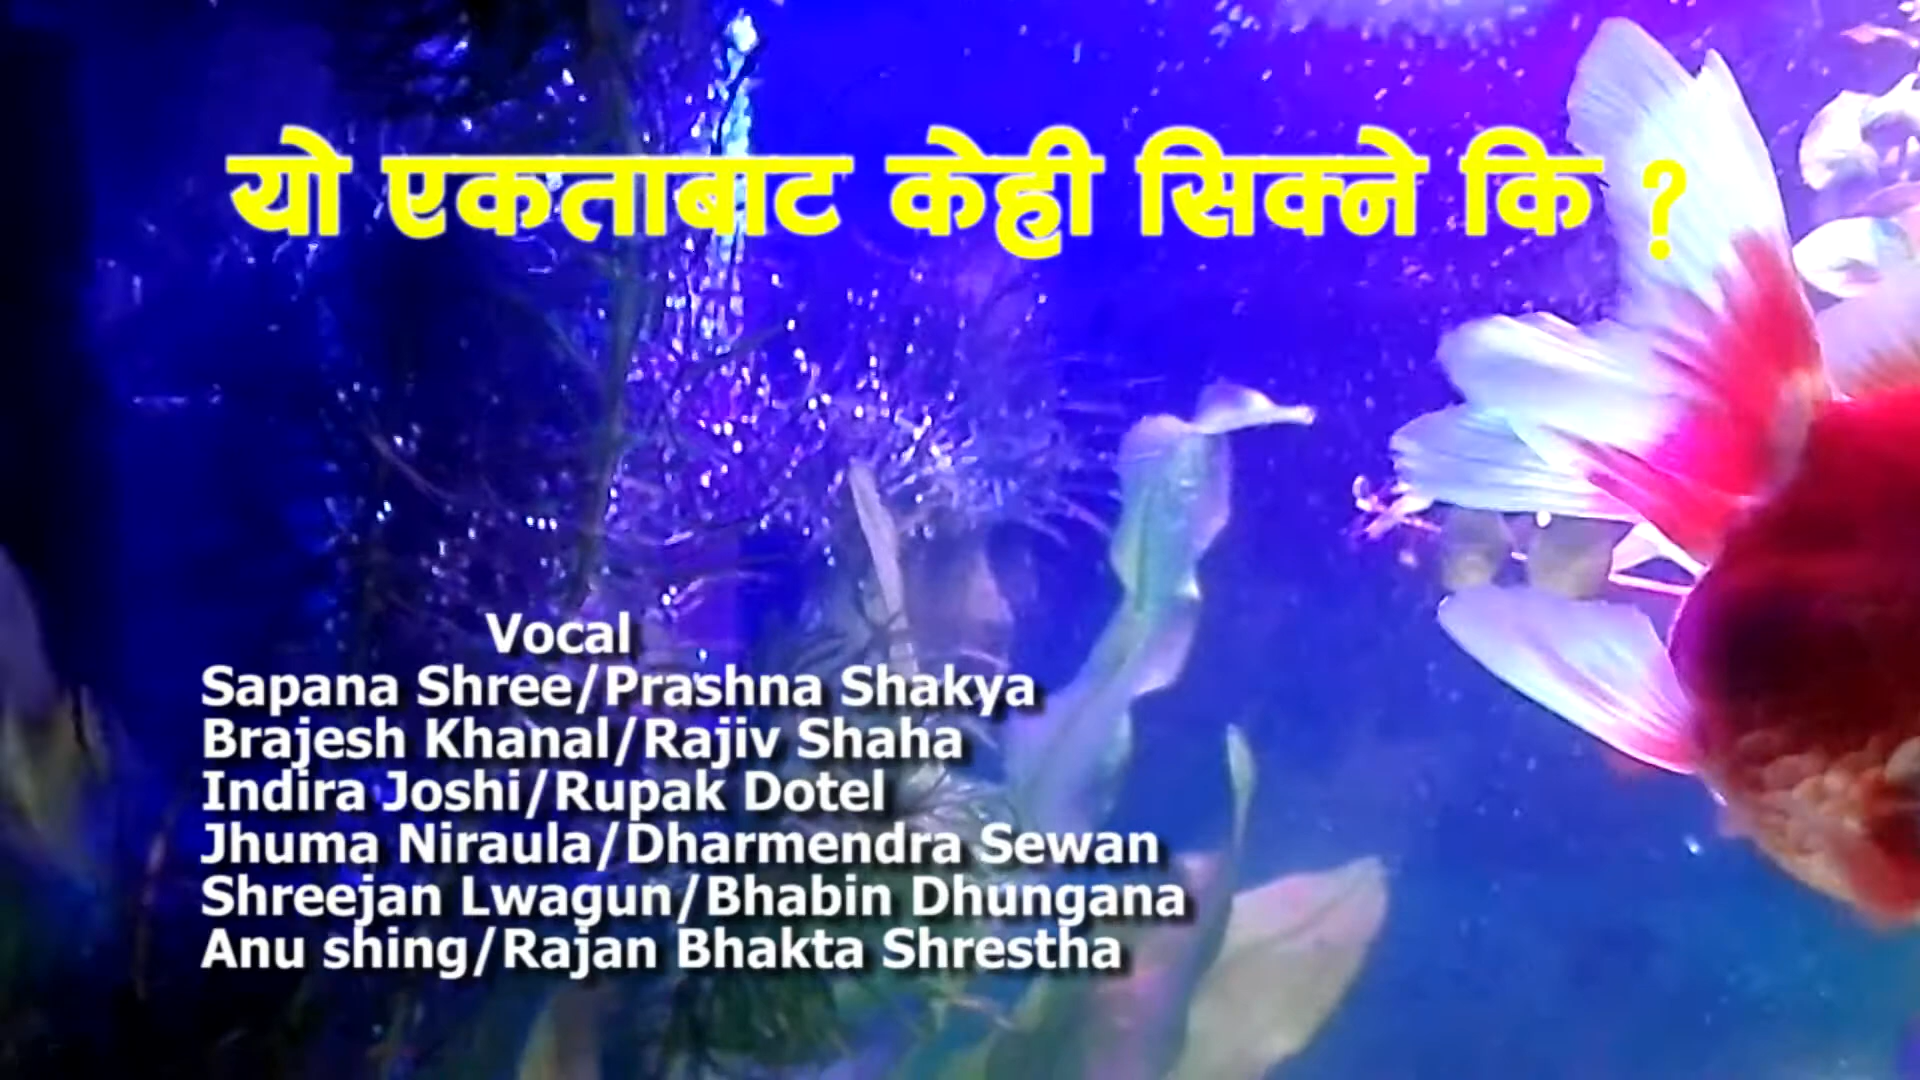 यो एकताबाट केही सिक्ने कि ?
Vocal
Sapana Shree/Prashna Shakya
Brajesh Khanal/Rajiv Shaha
Indira Joshi/Rupak Dotel
Jhuma Niraula/Dharmendra Sewan
Shreejan Lwagun/Bhabin Dhungana
Anu shing/Rajan Bhakta Shrestha